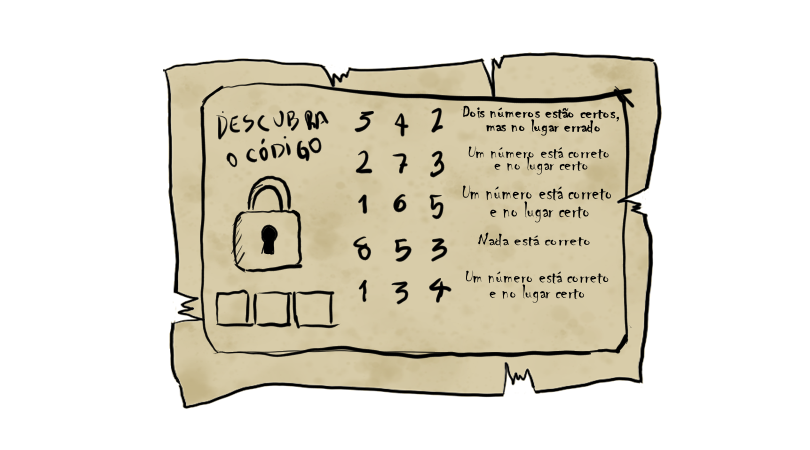 DESCUBRA
O CÓDIGO
5 4 2 Dois números estão certos,
mas no lugar errado
2 7 3 Um número está correto
e no lugar certo
1 6 5 Um número está correto
e no lugar certo
8 5 3 Nada está correto
1 3 4 Um número está correto
e no lugar certo